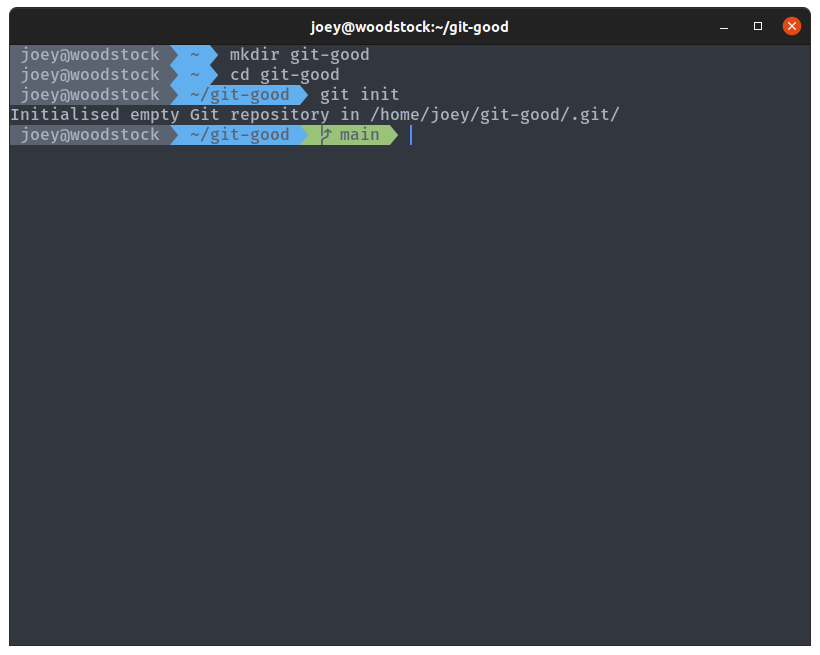 joey@woodstock:~/git-good
joey@woodstock ~ mkdir git-good
joey@woodstock ~ cd git-good
joey@woodstock ~/git-good git init
Initialised empty Git repository in /home/joey/git-good/.git/
joey@woodstock ~/git-good main